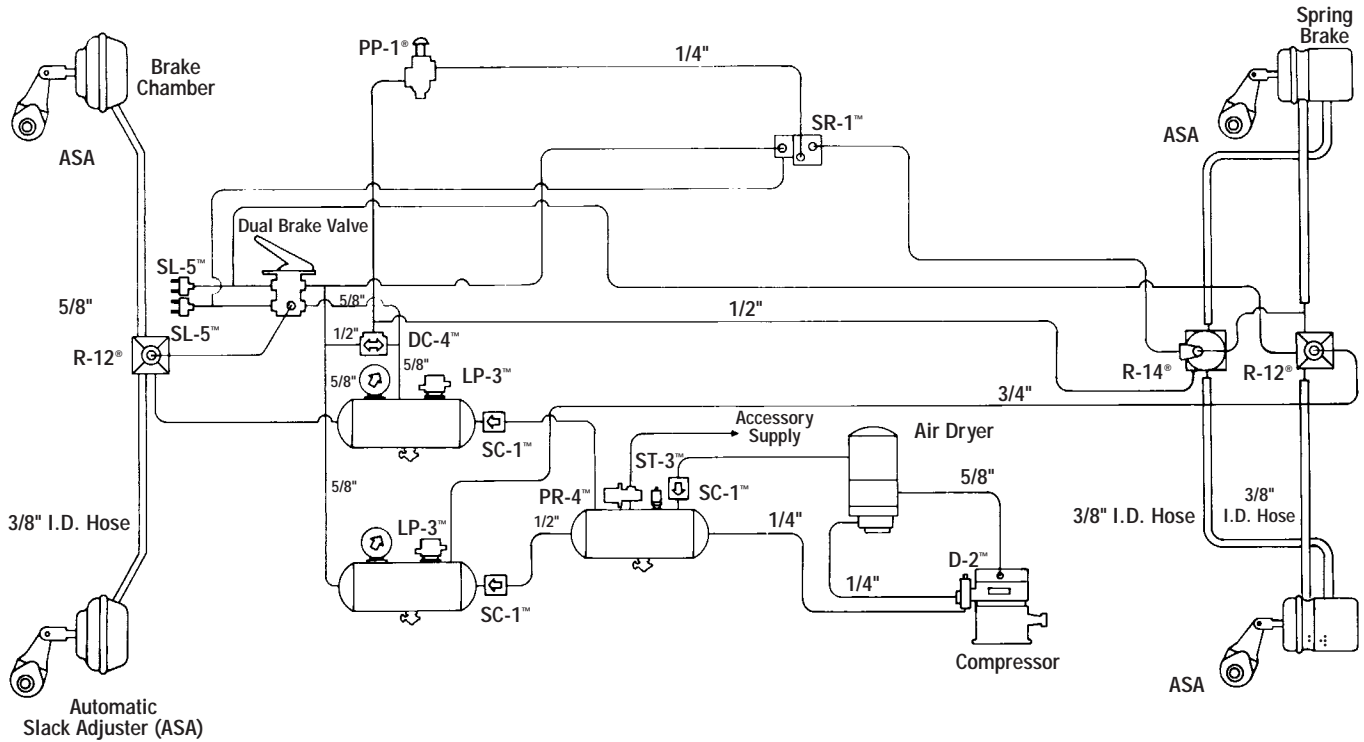 Spring
Brake
PP-1®
1/4"
Brake
Chamber
SR-1™
ASA
ASA
Dual Brake Valve
SL-5™
5/8"
5/8"
1/2"
SL-5™
1/2"
DC-4™
R-12®
5/8"
5/8"
LP-3™
R-14®
R-12®
3/4"
Accessory
Supply
Air Dryer
SC-1™
ST-3™
5/8"
PR-4™
SC-1™
5/8"
3/8"
I.D. Hose
3/8" I.D. Hose
LP-3™
1/2"
1/4"
3/8" I.D. Hose
D-2™
1/4"
SC-1™
Compressor
ASA
Automatic
Slack Adjuster (ASA)